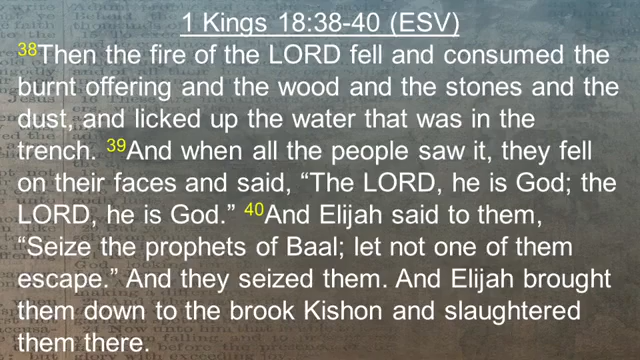 1 Kings 18:38-40 (ESV)
38Then the fire of the LORD fell and consumed the
burnt offering and the wood and the stones and the
dust, and licked up the water that was in the
trench. 39And when all the people saw it, they fell
on their faces and said, “The LORD, he is God; the
LORD, he is God.” 40And Elijah said to them,
“Seize the prophets of Baal; let not one of them
escape.” And they seized them. And Elijah brought
them down to the brook Kishon and slaughtered
them there.